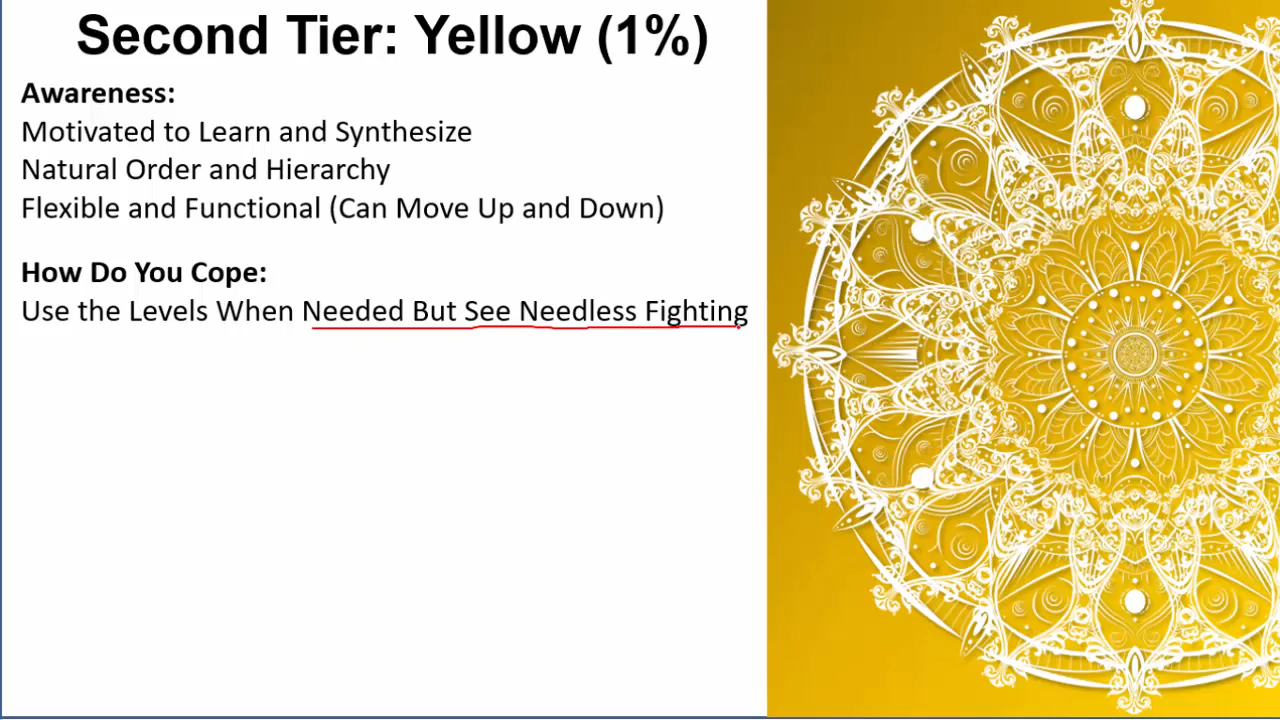 Second Tier: Yellow (1%)
Awareness:
Motivated to Learn and Synthesize
Natural Order and Hierarchy
Flexible and Functional (Can Move Up and Down)
How Do You Cope:
Use the Levels When Needed But See Needless Fighting